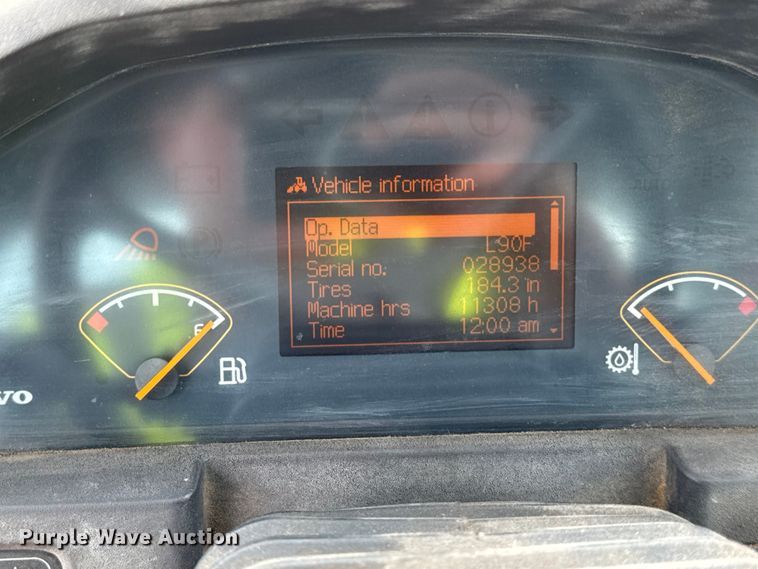 Vehicle information
Op. Data
Model L90F
Serial no. 028938
Tires 184.3 in
Machine hrs 11308 h
Time 12:00 am
VO
Purple Wave Auction®